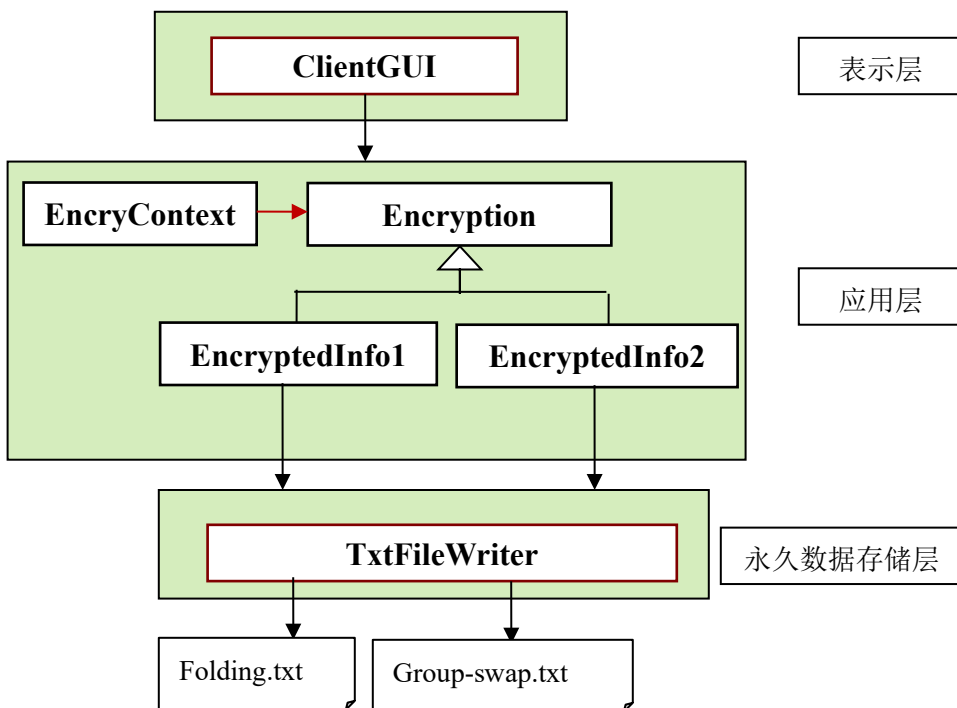 ClientGUI
表示层
EncryContext
Encryption
应用层
EncryptedInfo1
EncryptedInfo2
TxtFileWriter
永久数据存储层
Folding.txt
Group-swap.txt